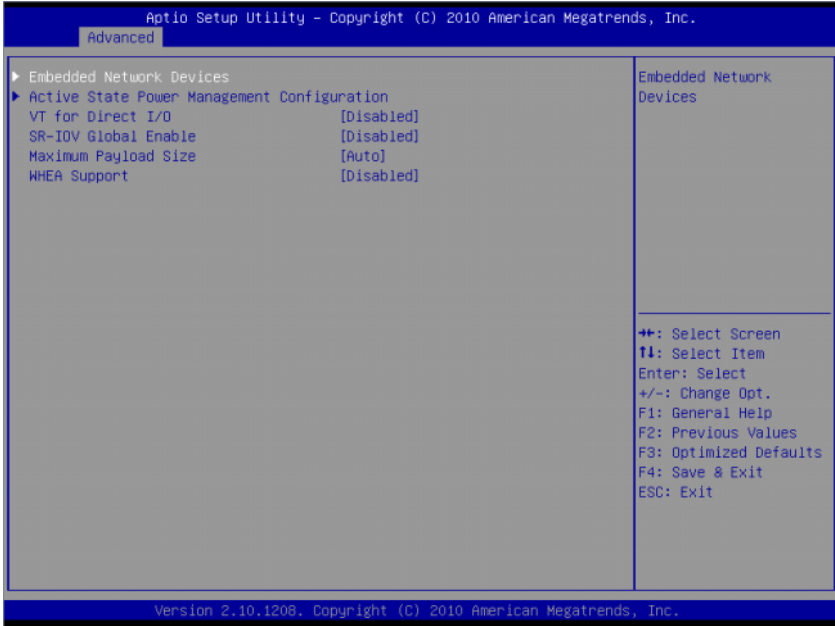 Aptio Setup Utility – Copyright (C) 2010 American Megatrends, Inc.
Advanced
▶ Embedded Network Devices
▶ Active State Power Management Configuration
VT for Direct I/O [Disabled]
SR-IOV Global Enable [Disabled]
Maximum Payload Size [Auto]
WHEA Support [Disabled]
Embedded Network
Devices
→←: Select Screen
↑↓: Select Item
Enter: Select
+/-: Change Opt.
F1: General Help
F2: Previous Values
F3: Optimized Defaults
F4: Save & Exit
ESC: Exit
Version 2.10.1208. Copyright (C) 2010 American Megatrends, Inc.